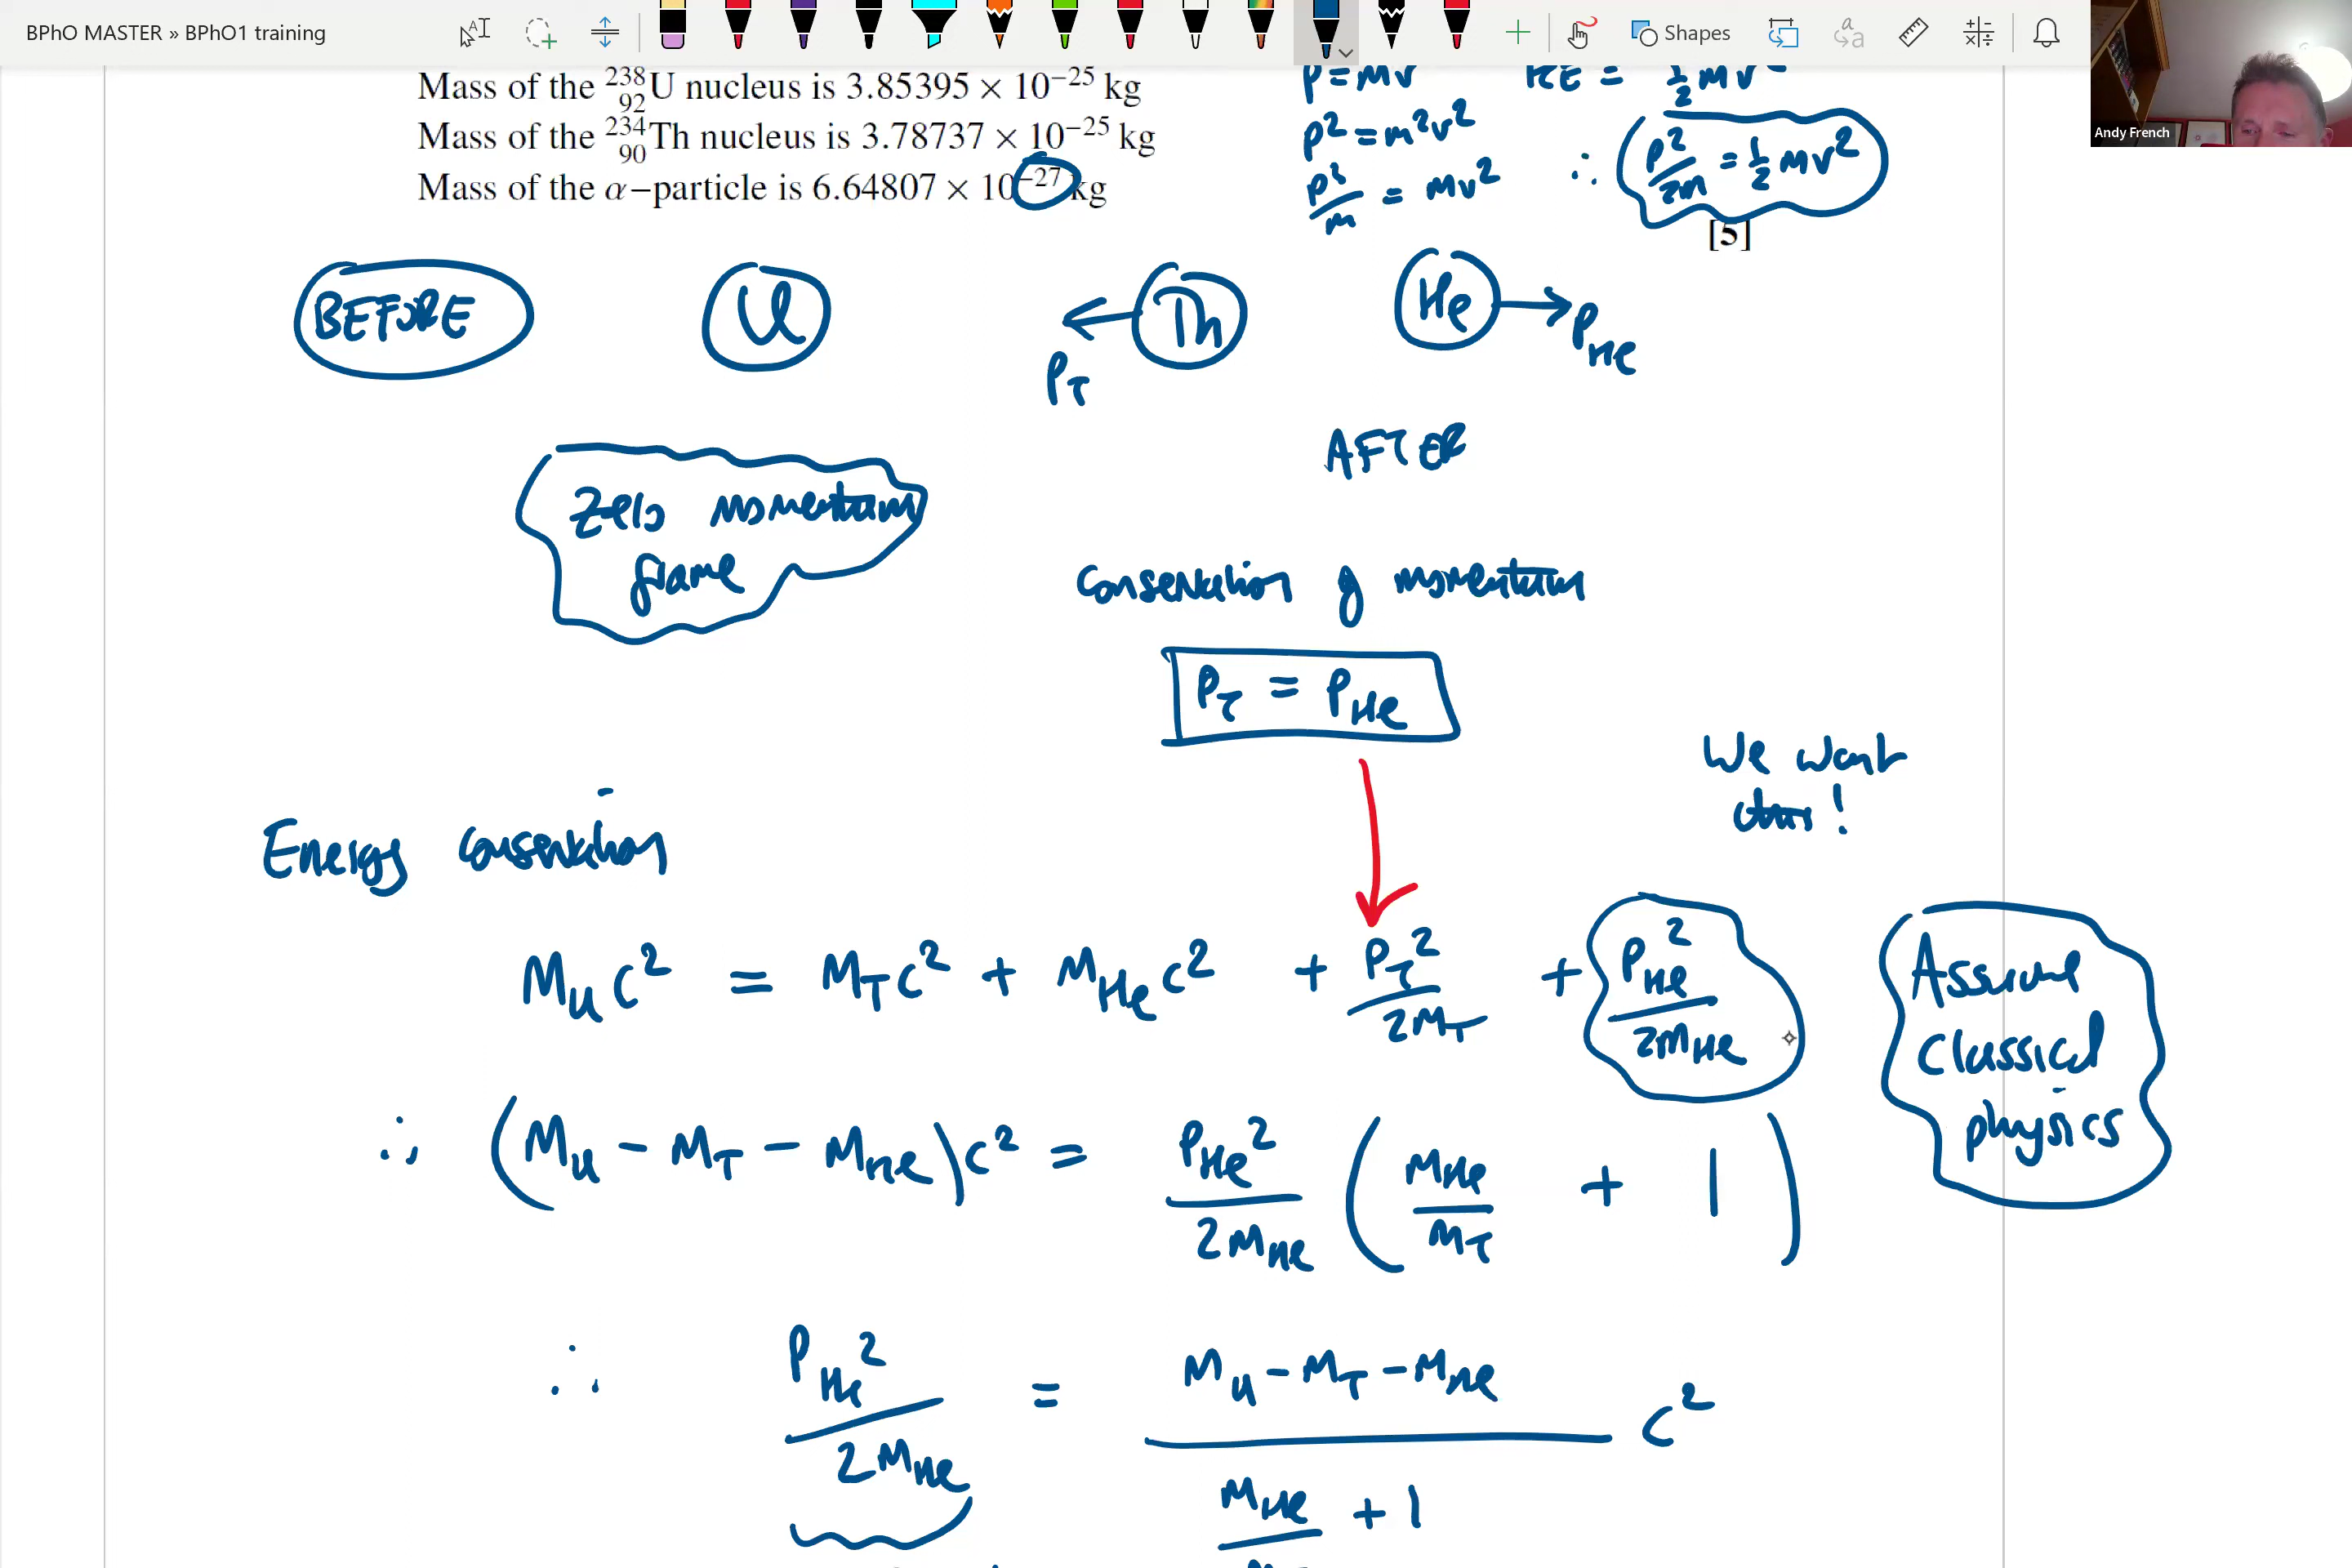 BPhO MASTER » BPhO1 training
Shapes
Andy French
Mass of the ²³⁸₉₂U nucleus is 3.85395 × 10⁻²⁵ kg
Mass of the ²³⁴₉₀Th nucleus is 3.78737 × 10⁻²⁵ kg
Mass of the α−particle is 6.64807 × 10⁻²⁷ kg
[5]
p = mv
KE = ½mv²
p² = m²v²
p²/m = mv²
∴ p²/2m = ½mv²
BEFORE
U
Th
He
P_T
P_He
AFTER
Zero momentum
frame
Conservation of momentum
P_T = P_He
We want
this!
Energy conservation
M_U c² = M_T c² + M_He c² + P_T²/2M_T + P_He²/2M_He
Assume
classical
physics
∴ (M_U − M_T − M_He)c² = P_He²/2M_He (M_He/M_T + 1)
∴ P_He²/2M_He = (M_U − M_T − M_He)/(M_He/ + 1) c²